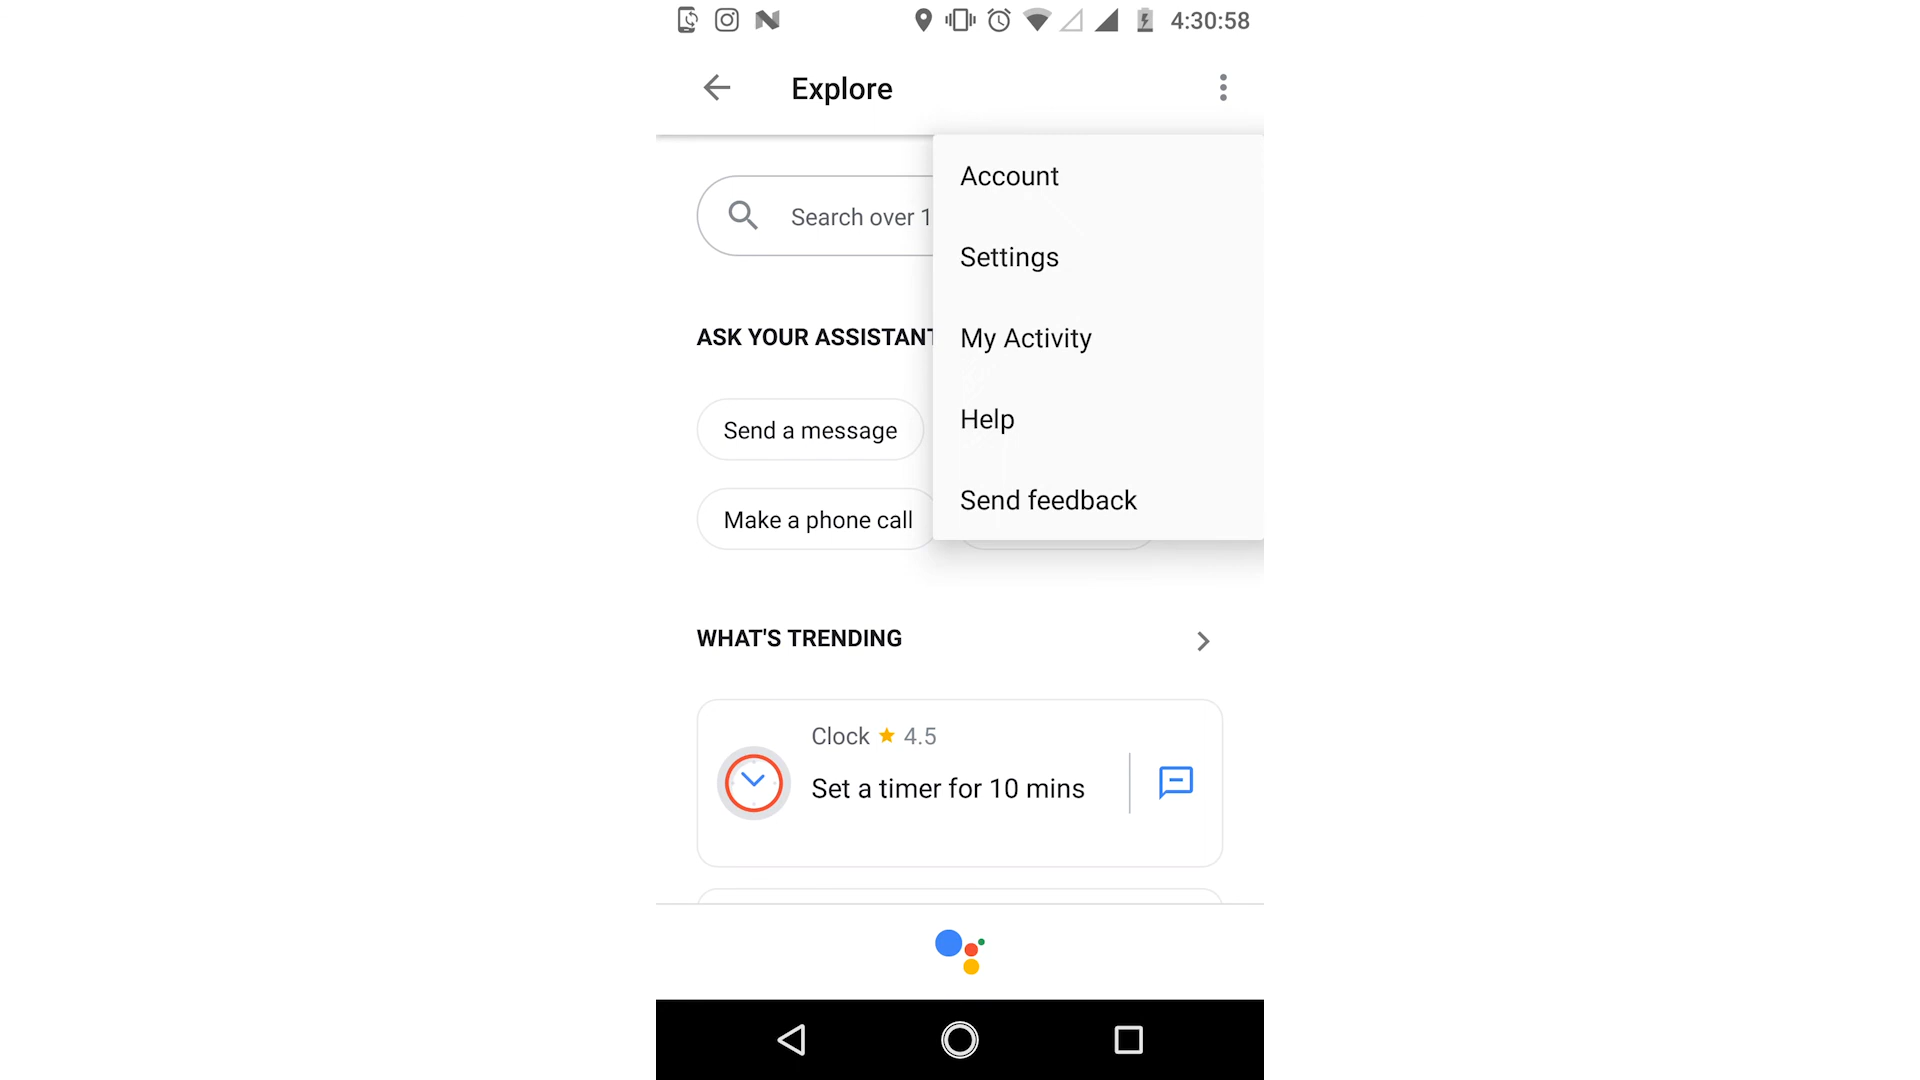 4:30:58
Explore
Account
Search over 1
Settings
ASK YOUR ASSISTANT
My Activity
Send a message
Help
Make a phone call
Send feedback
WHAT'S TRENDING
Clock ★ 4.5
Set a timer for 10 mins